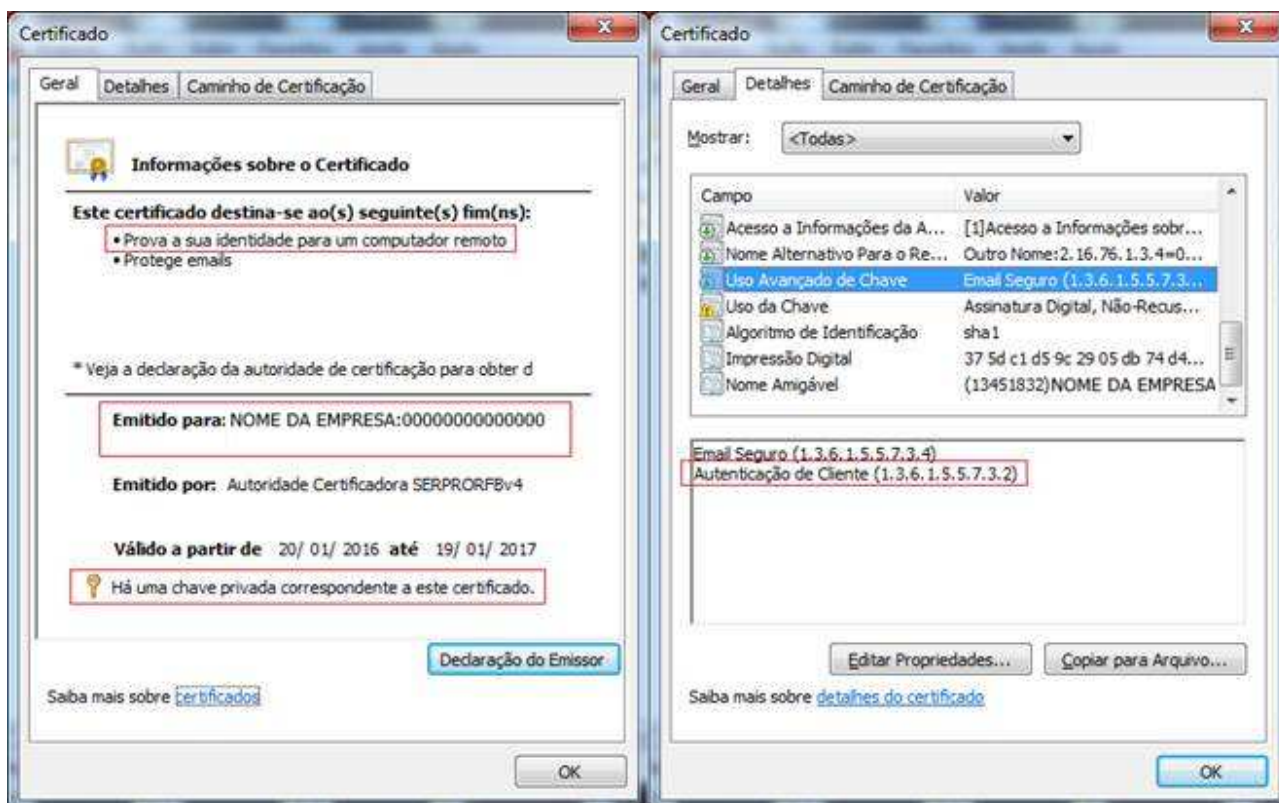 Certificado
Geral Detalhes Caminho de Certificação
Informações sobre o Certificado
Este certificado destina-se ao(s) seguinte(s) fim(ns):
• Prova a sua identidade para um computador remoto
• Protege emails
* Veja a declaração da autoridade de certificação para obter d
Emitido para: NOME DA EMPRESA:00000000000000
Emitido por: Autoridade Certificadora SERPRORFBv4
Válido a partir de 20/ 01/ 2016 até 19/ 01/ 2017
Há uma chave privada correspondente a este certificado.
Declaração do Emissor
Saiba mais sobre certificados
OK
Certificado
Geral Detalhes Caminho de Certificação
Mostrar: <Todas>
Campo Valor
Acesso a Informações da A... [1]Acesso a Informações sobr...
Nome Alternativo Para o Re... Outro Nome:2.16.76.1.3.4=0...
Uso Avançado de Chave Email Seguro (1.3.6.1.5.5.7.3....
Uso da Chave Assinatura Digital, Não-Recus...
Algoritmo de Identificação sha1
Impressão Digital 37 5d c1 d5 9c 29 05 db 74 d4...
Nome Amigável (13451832)NOME DA EMPRESA
Email Seguro (1.3.6.1.5.5.7.3.4)
Autenticação de Cliente (1.3.6.1.5.5.7.3.2)
Editar Propriedades... Copiar para Arquivo...
Saiba mais sobre detalhes do certificado
OK